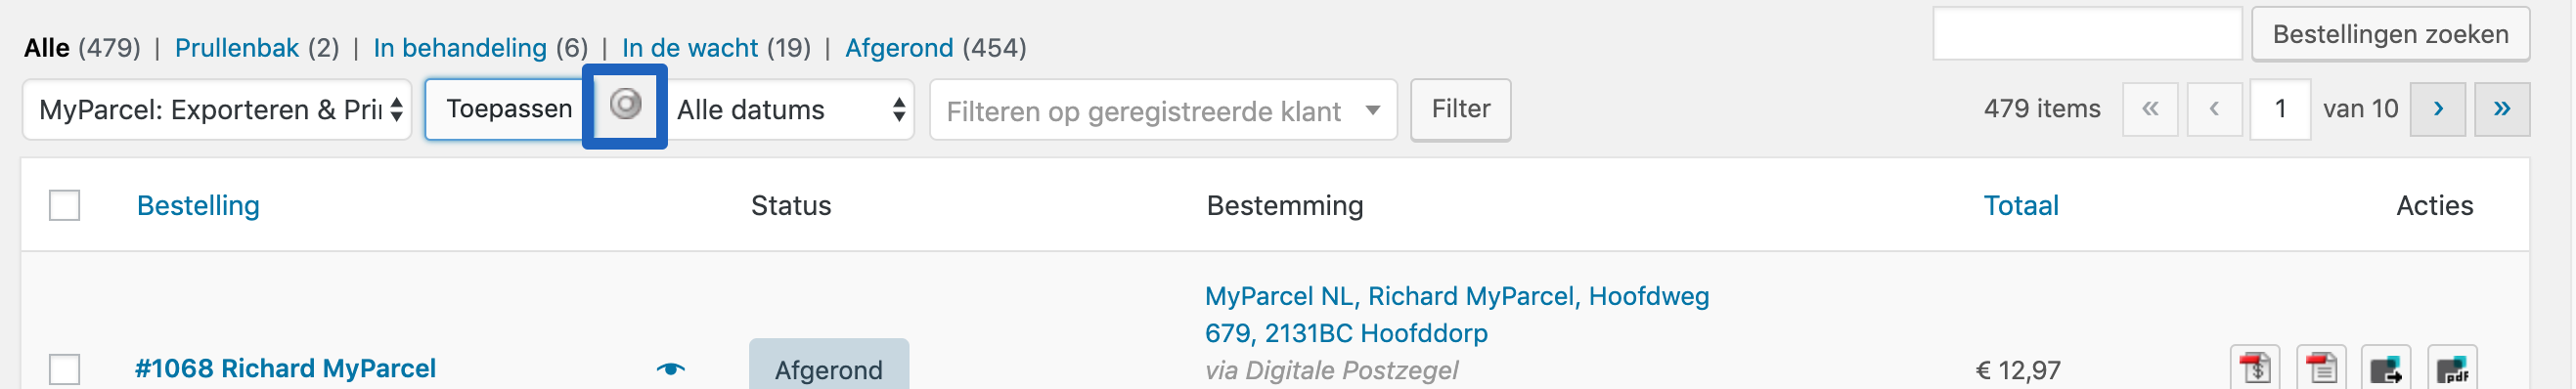 Alle (479) | Prullenbak (2) | In behandeling (6) | In de wacht (19) | Afgerond (454)
Bestellingen zoeken
MyParcel: Exporteren & Pri
Toepassen
Alle datums
Filteren op geregistreerde klant
Filter
479 items « ‹ 1 van 10 › »
Bestelling Status Bestemming Totaal Acties
MyParcel NL, Richard MyParcel, Hoofdweg
679, 2131BC Hoofddorp
#1068 Richard MyParcel Afgerond via Digitale Postzegel € 12,97 $ pdf